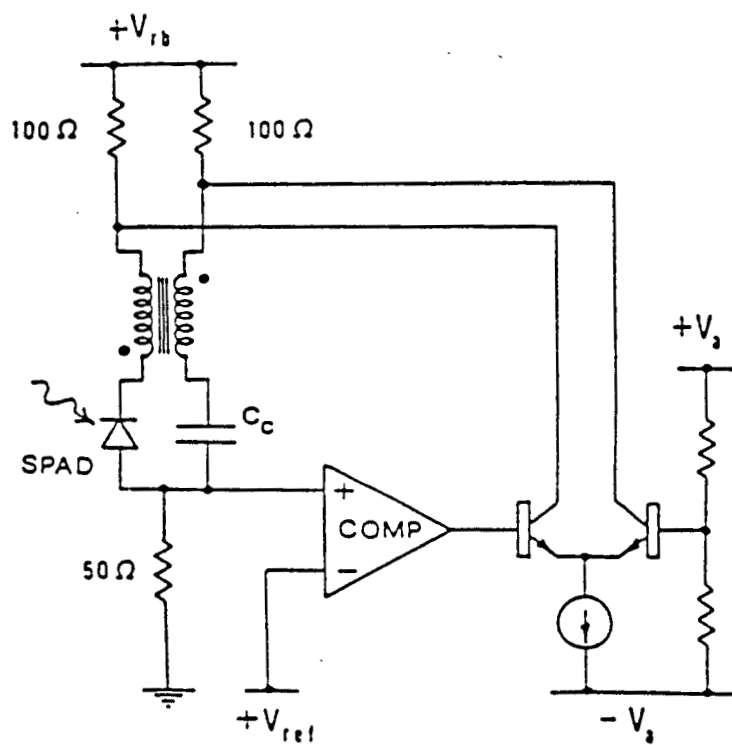 +V_rb
100 Ω
100 Ω
+V_a
C_c
SPAD
+
COMP
−
50 Ω
+V_ref
− V_a